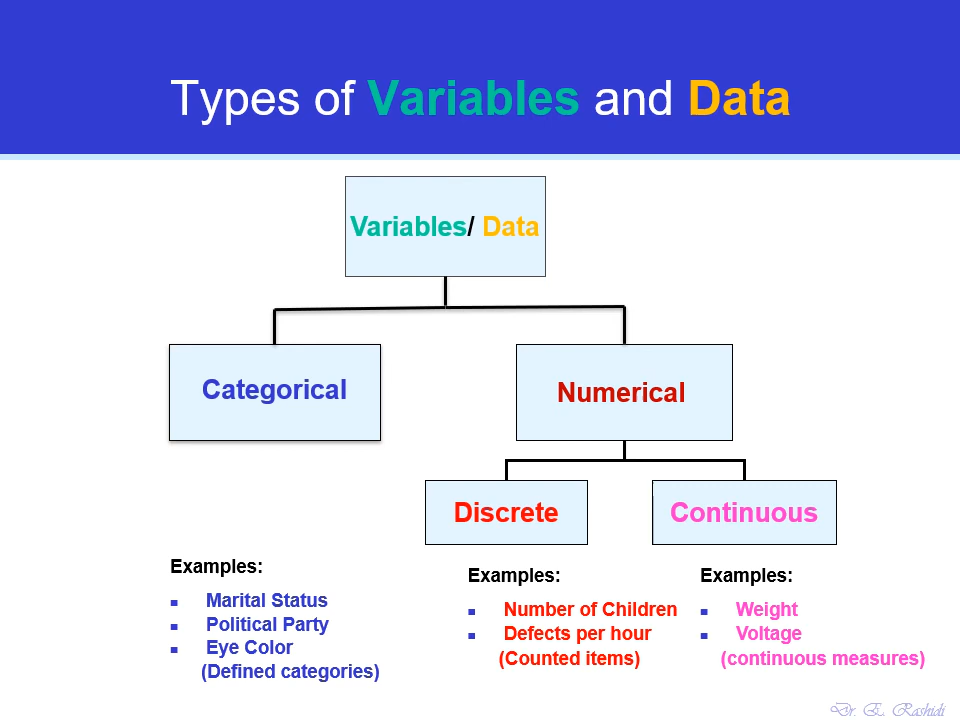 Types of Variables and Data
Variables/ Data
Categorical
Numerical
Discrete
Continuous
Examples:
Marital Status
Political Party
Eye Color
(Defined categories)
Examples:
Number of Children
Defects per hour
(Counted items)
Examples:
Weight
Voltage
(continuous measures)
Dr. E. Rashidi